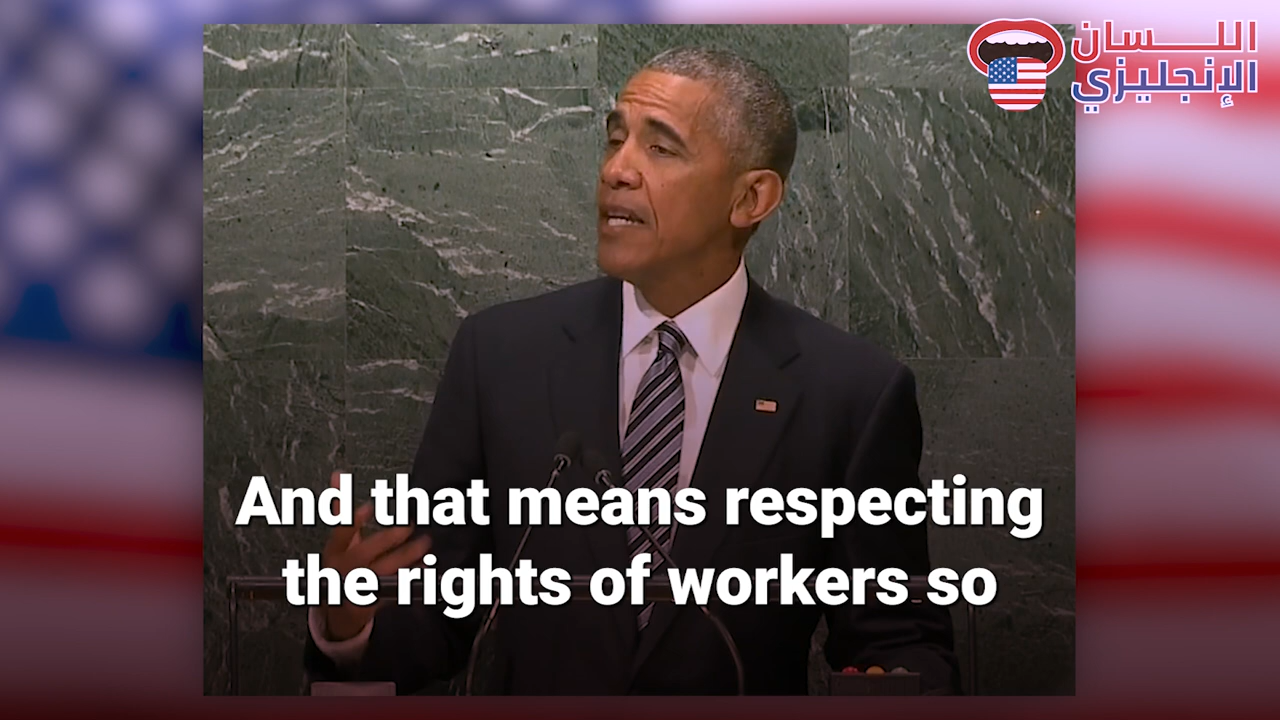 اللسان
الإنجليزي
And that means respecting
the rights of workers so